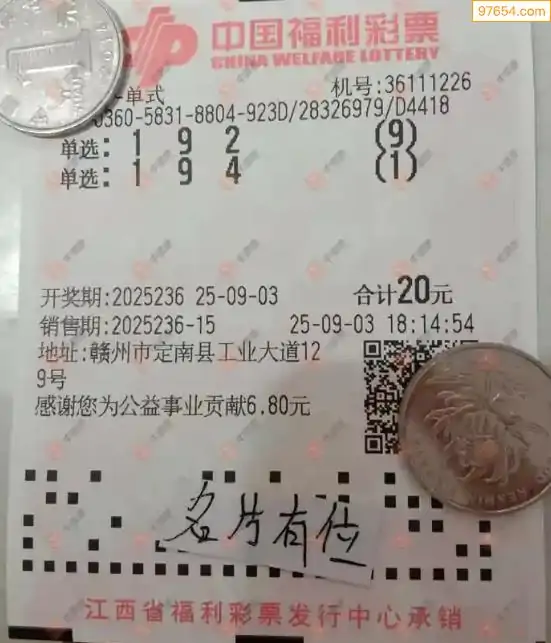 97654.com
中国福利彩票
CHINA WELFARE LOTTERY
-单式
机号:36111226
0360-5831-8804-923D/28326979/D4418
单选: 1 9 2 (9)
单选: 1 9 4 (1)
开奖期:2025236 25-09-03 合计20元
销售期:2025236-15 25-09-03 18:14:54
地址:赣州市定南县工业大道12
9号
感谢您为公益事业贡献6.80元
名片有位
江西省福利彩票发行中心承销